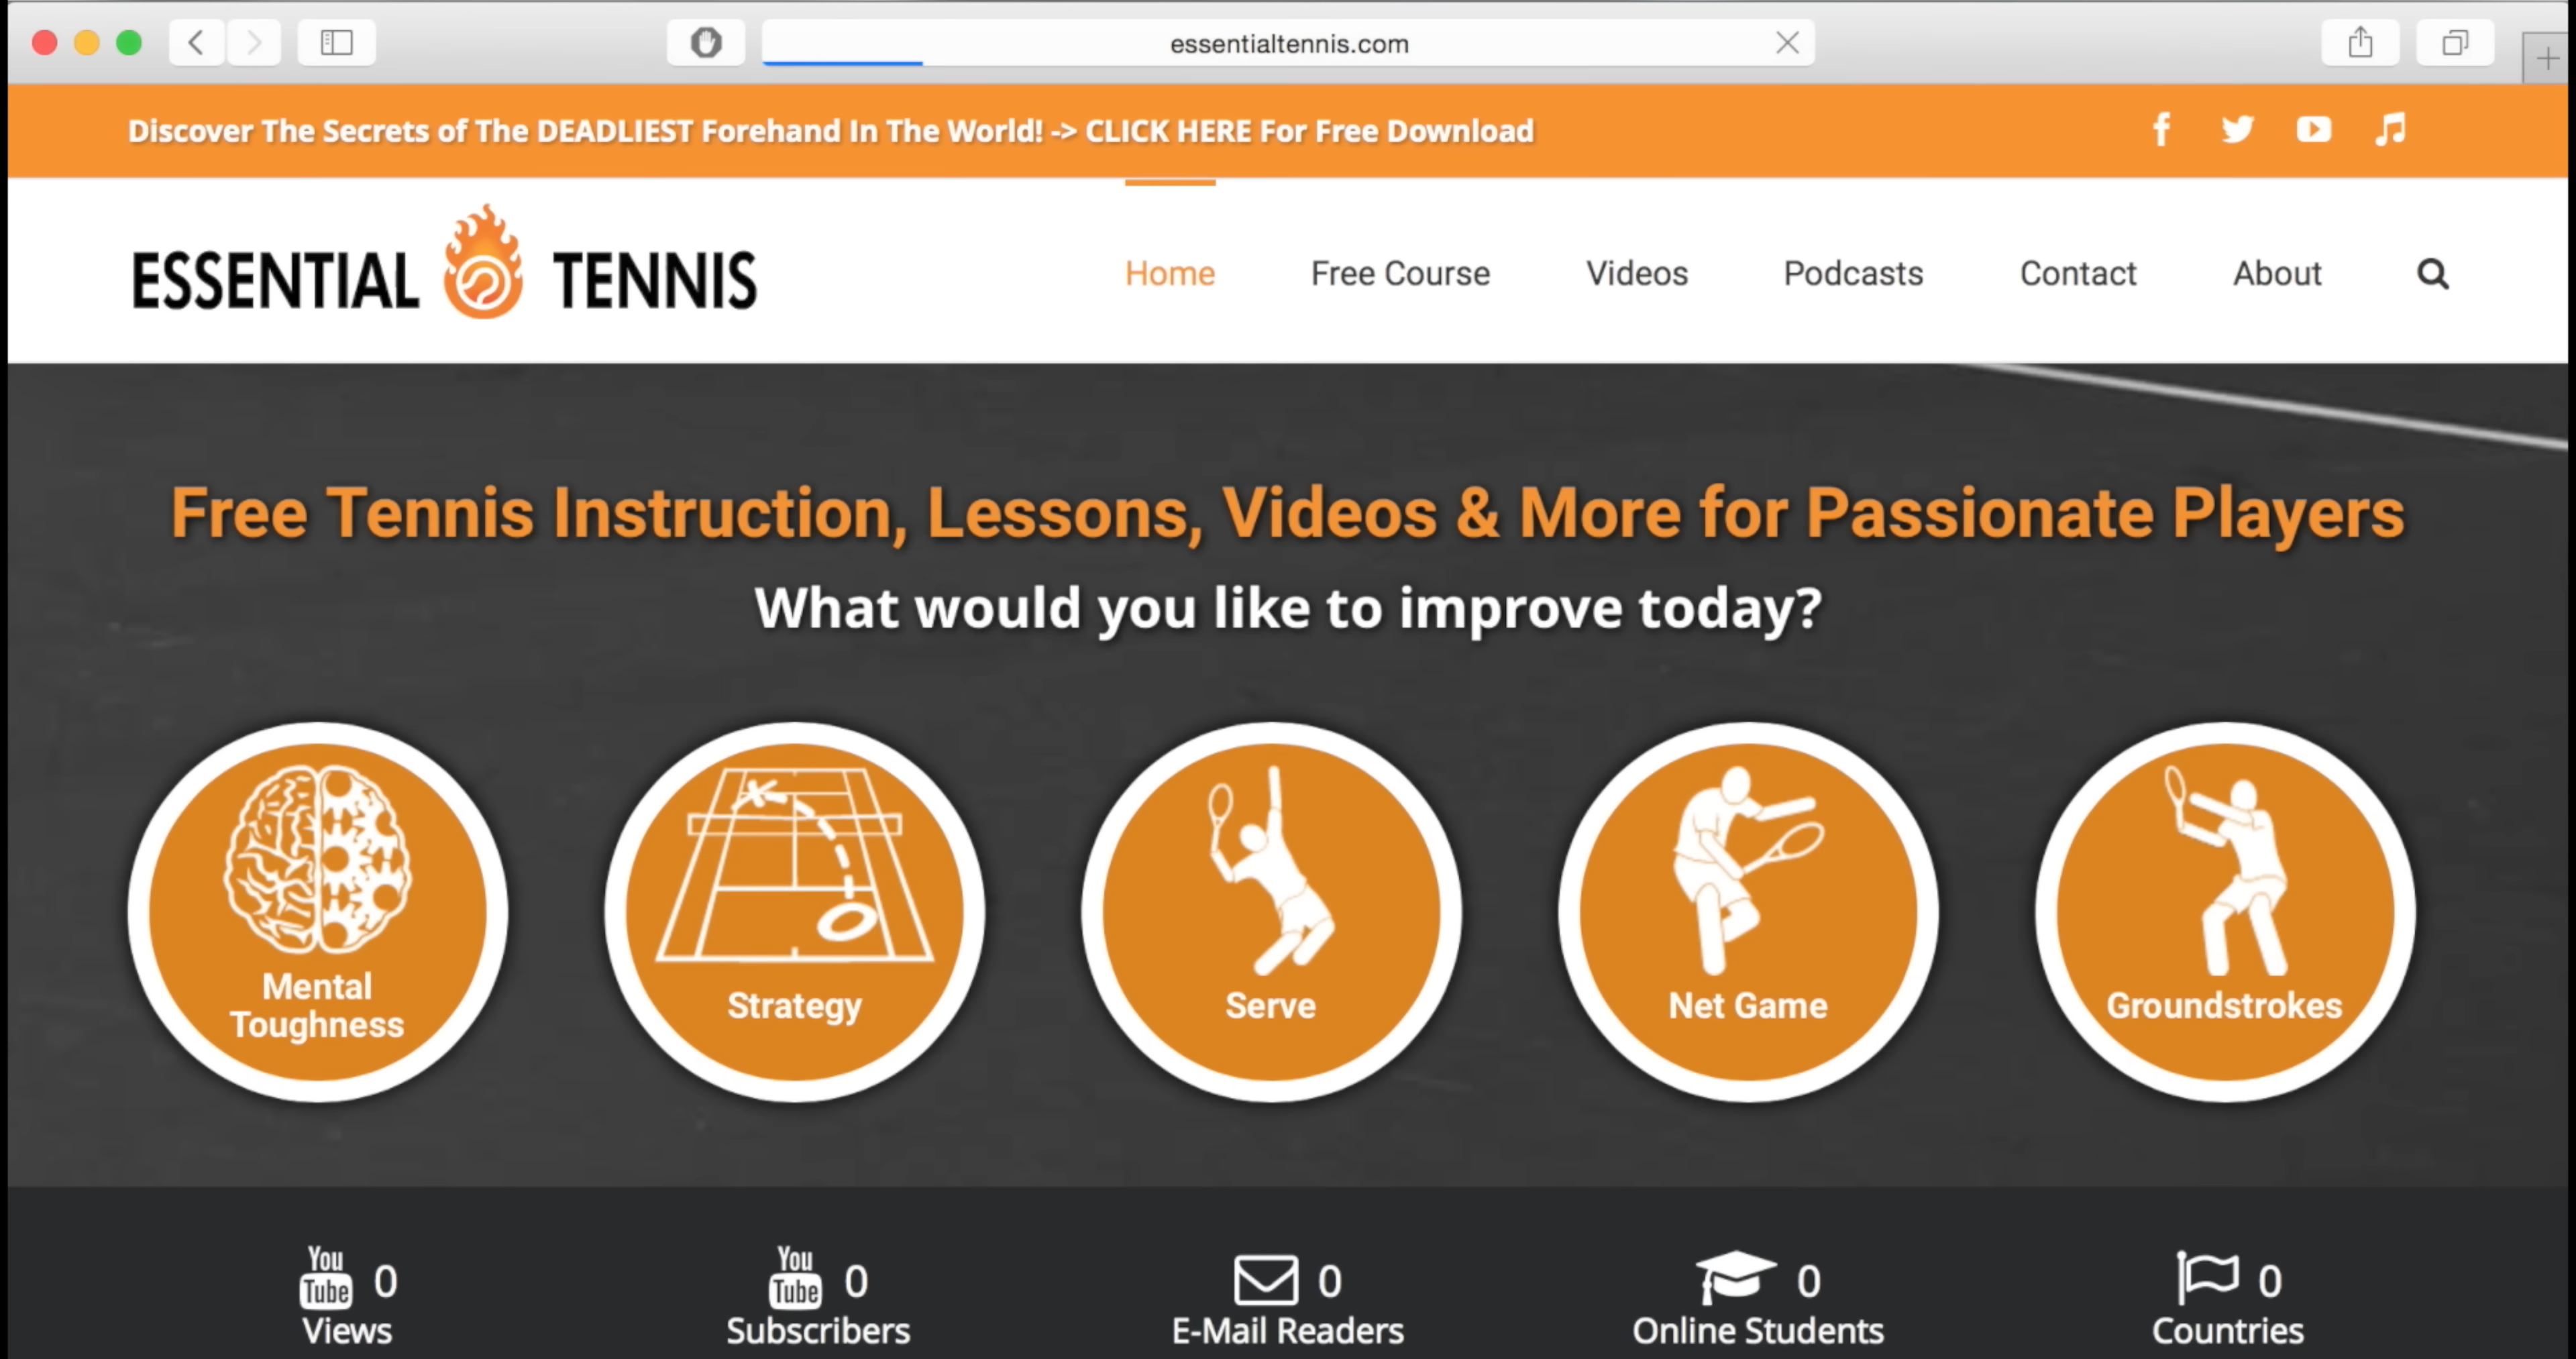 essentialtennis.com
Discover The Secrets of The DEADLIEST Forehand In The World! -> CLICK HERE For Free Download
ESSENTIAL TENNIS
Home Free Course Videos Podcasts Contact About
Free Tennis Instruction, Lessons, Videos & More for Passionate Players
What would you like to improve today?
Mental
Toughness
Strategy
Serve
Net Game
Groundstrokes
You
Tube 0
Views
You
Tube 0
Subscribers
0
E-Mail Readers
0
Online Students
0
Countries